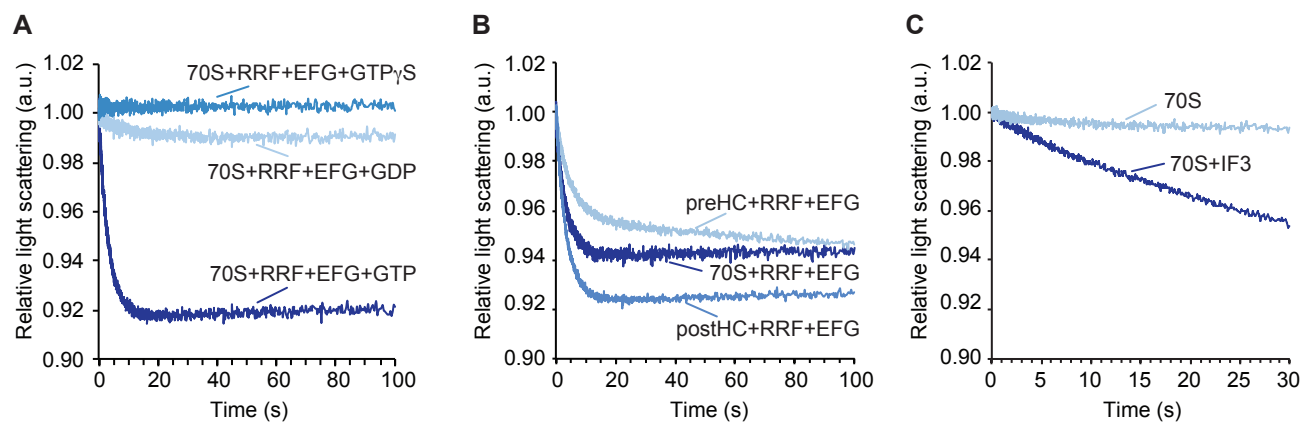 A
Relative light scattering (a.u.)
1.02
1.00
0.98
0.96
0.94
0.92
0.90
70S+RRF+EFG+GTPγS
70S+RRF+EFG+GDP
70S+RRF+EFG+GTP
0 20 40 60 80 100
Time (s)
B
Relative light scattering (a.u.)
1.02
1.00
0.98
0.96
0.94
0.92
0.90
preHC+RRF+EFG
70S+RRF+EFG
postHC+RRF+EFG
0 20 40 60 80 100
Time (s)
C
Relative light scattering (a.u.)
1.02
1.00
0.98
0.96
0.94
0.92
0.90
70S
70S+IF3
0 5 10 15 20 25 30
Time (s)